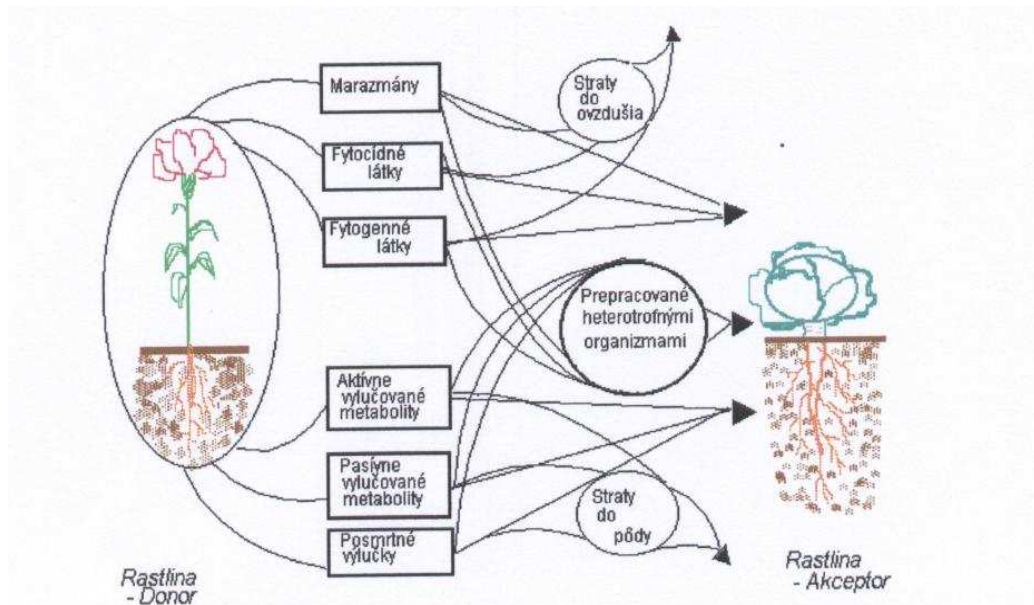 Marazmány
Fytocídné
látky
Fytogenné
látky
Aktívne
vylučované
metabolity
Pasívne
vylučované
metabolity
Posmrtné
výlučky
Straty
do
ovzdušia
Prepracované
heterotrofnými
organizmami
Straty
do
pôdy
Rastlina
- Donor
Rastlina
- Akceptor